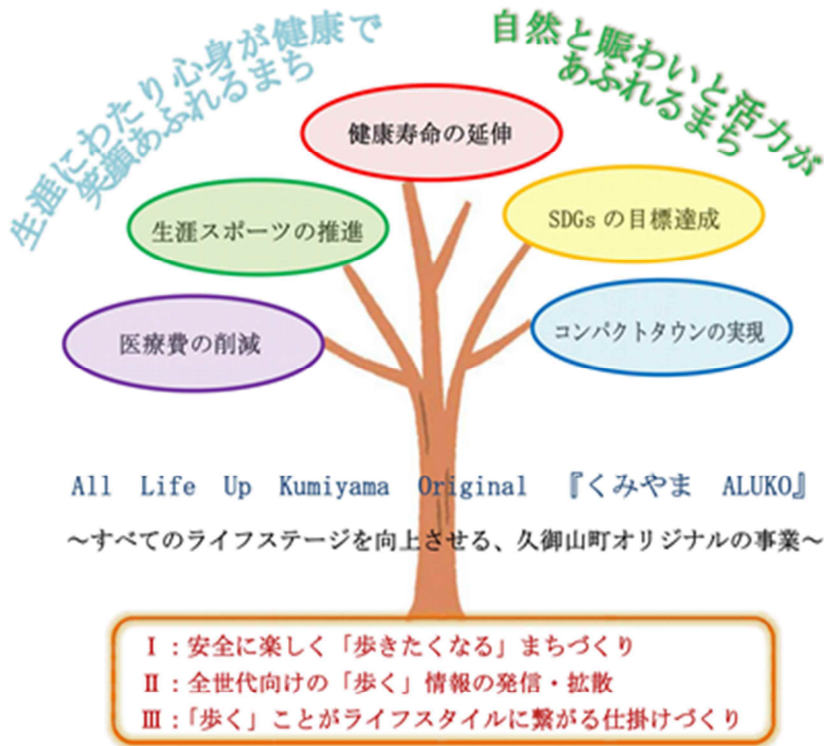 生涯にわたり心身が健康で
笑顔あふれるまち
自然と賑わいと活力が
あふれるまち
健康寿命の延伸
生涯スポーツの推進
SDGsの目標達成
医療費の削減
コンパクトタウンの実現
All Life Up Kumiyama Original 『くみやま ALUKO』
～すべてのライフステージを向上させる、久御山町オリジナルの事業～
Ⅰ：安全に楽しく「歩きたくなる」まちづくり
Ⅱ：全世代向けの「歩く」情報の発信・拡散
Ⅲ：「歩く」ことがライフスタイルに繋がる仕掛けづくり